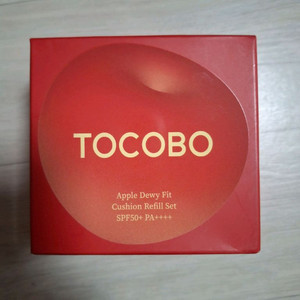 TOCOBO
Apple Dewy Fit
Cushion Refill Set
SPF50+ PA++++